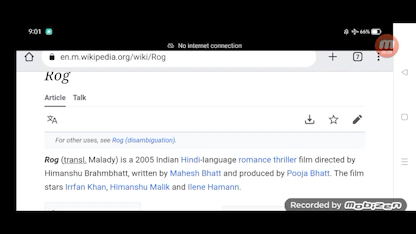 9:01
66%
No internet connection
en.m.wikipedia.org/wiki/Rog
Rog
Article Talk
For other uses, see Rog (disambiguation).
Rog (transl. Malady) is a 2005 Indian Hindi-language romance thriller film directed by
Himanshu Brahmbhatt, written by Mahesh Bhatt and produced by Pooja Bhatt. The film
stars Irrfan Khan, Himanshu Malik and Ilene Hamann.
Recorded by mobizen